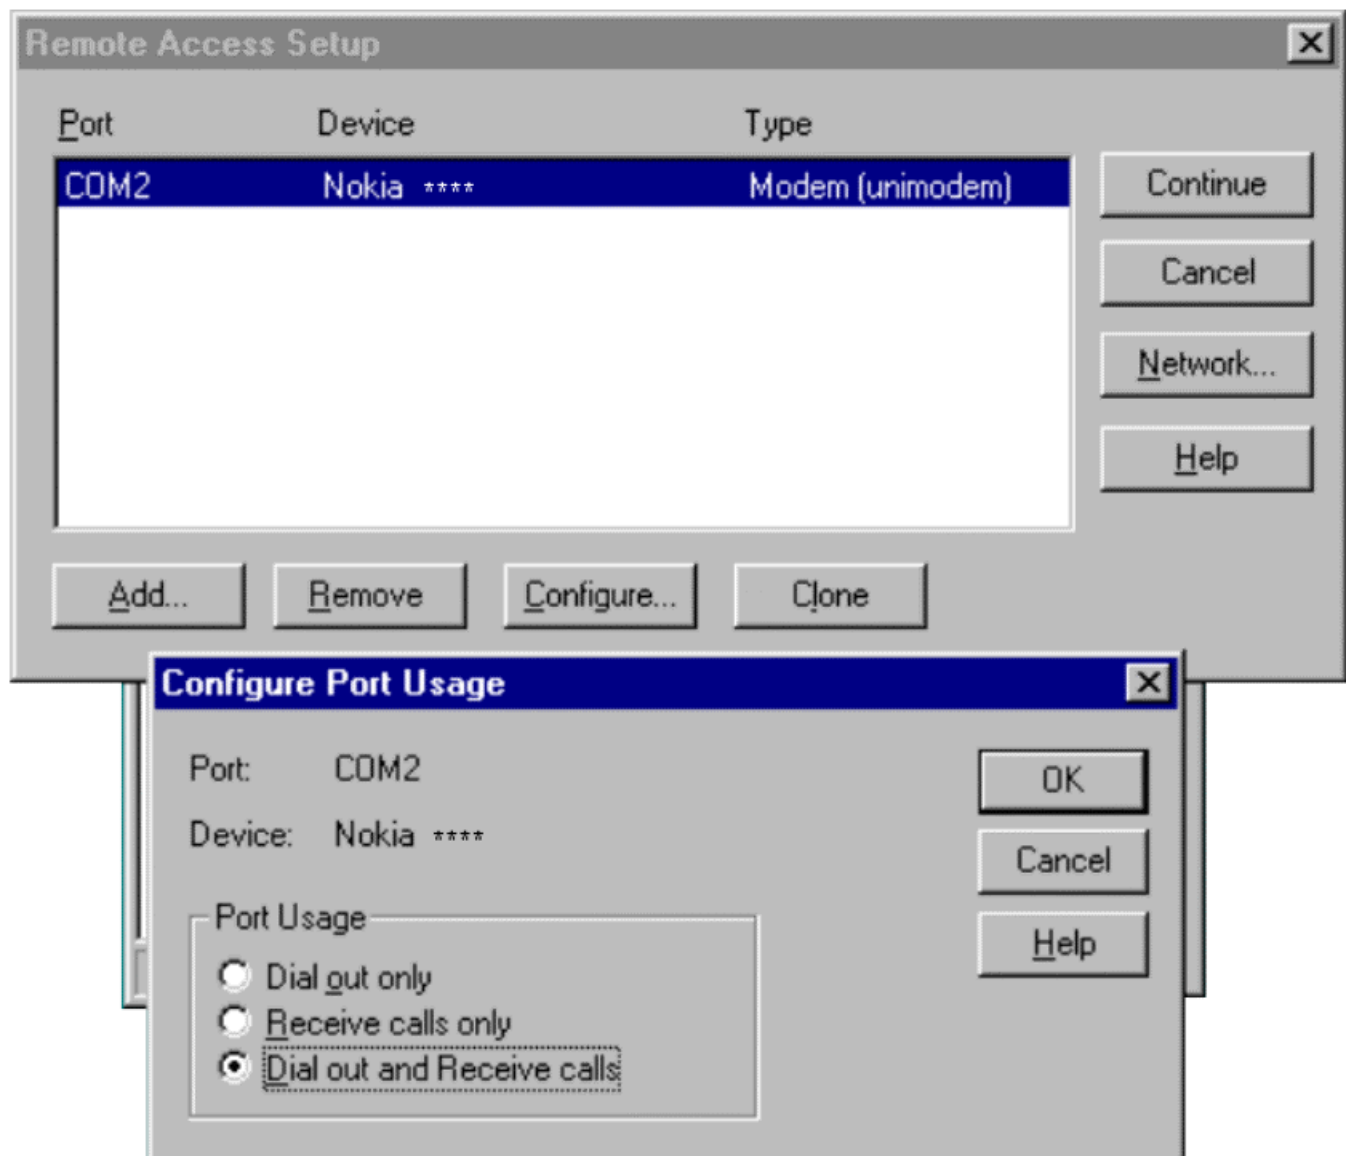 Remote Access Setup
Port Device Type
COM2 Nokia **** Modem (unimodem)
Continue
Cancel
Network...
Help
Add... Remove Configure... Clone
Configure Port Usage
Port: COM2
OK
Device: Nokia ****
Cancel
Port Usage
Help
Dial out only
Receive calls only
Dial out and Receive calls